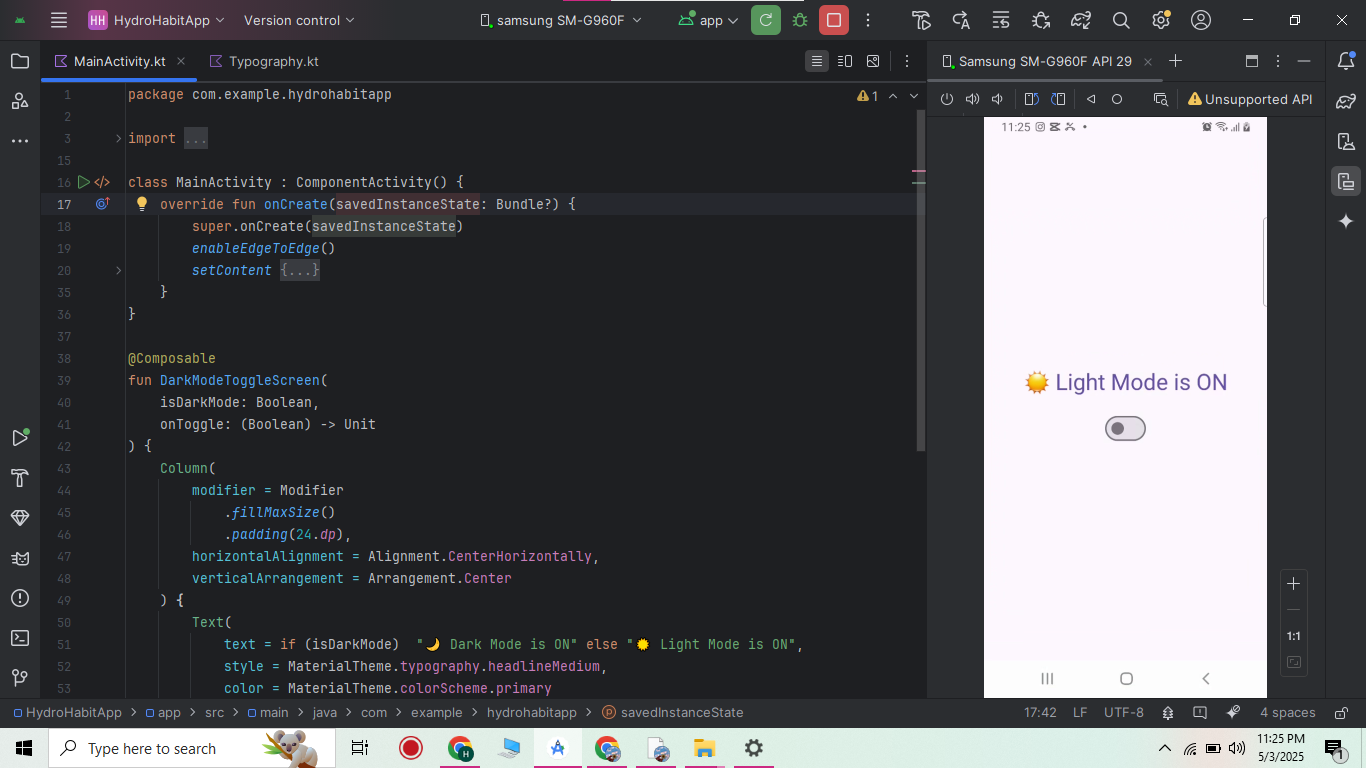 HH HydroHabitApp Version control samsung SM-G960F app
MainActivity.kt Typography.kt Samsung SM-G960F API 29
Unsupported API
1 package com.example.hydrohabitapp 1
2
3 import ...
15
16 class MainActivity : ComponentActivity() {
17 override fun onCreate(savedInstanceState: Bundle?) {
18 super.onCreate(savedInstanceState)
19 enableEdgeToEdge()
20 setContent {...}
35 }
36 }
37
38 @Composable
39 fun DarkModeToggleScreen(
40 isDarkMode: Boolean,
41 onToggle: (Boolean) -> Unit
42 ) {
43 Column(
44 modifier = Modifier
45 .fillMaxSize()
46 .padding(24.dp),
47 horizontalAlignment = Alignment.CenterHorizontally,
48 verticalArrangement = Arrangement.Center
49 ) {
50 Text(
51 text = if (isDarkMode) "🌙 Dark Mode is ON" else "☀️ Light Mode is ON",
52 style = MaterialTheme.typography.headlineMedium,
53 color = MaterialTheme.colorScheme.primary
11:25
☀️ Light Mode is ON
1:1
HydroHabitApp > app > src > main > java > com > example > hydrohabitapp > savedInstanceState 17:42 LF UTF-8 4 spaces
Type here to search
11:25 PM
5/3/2025
1